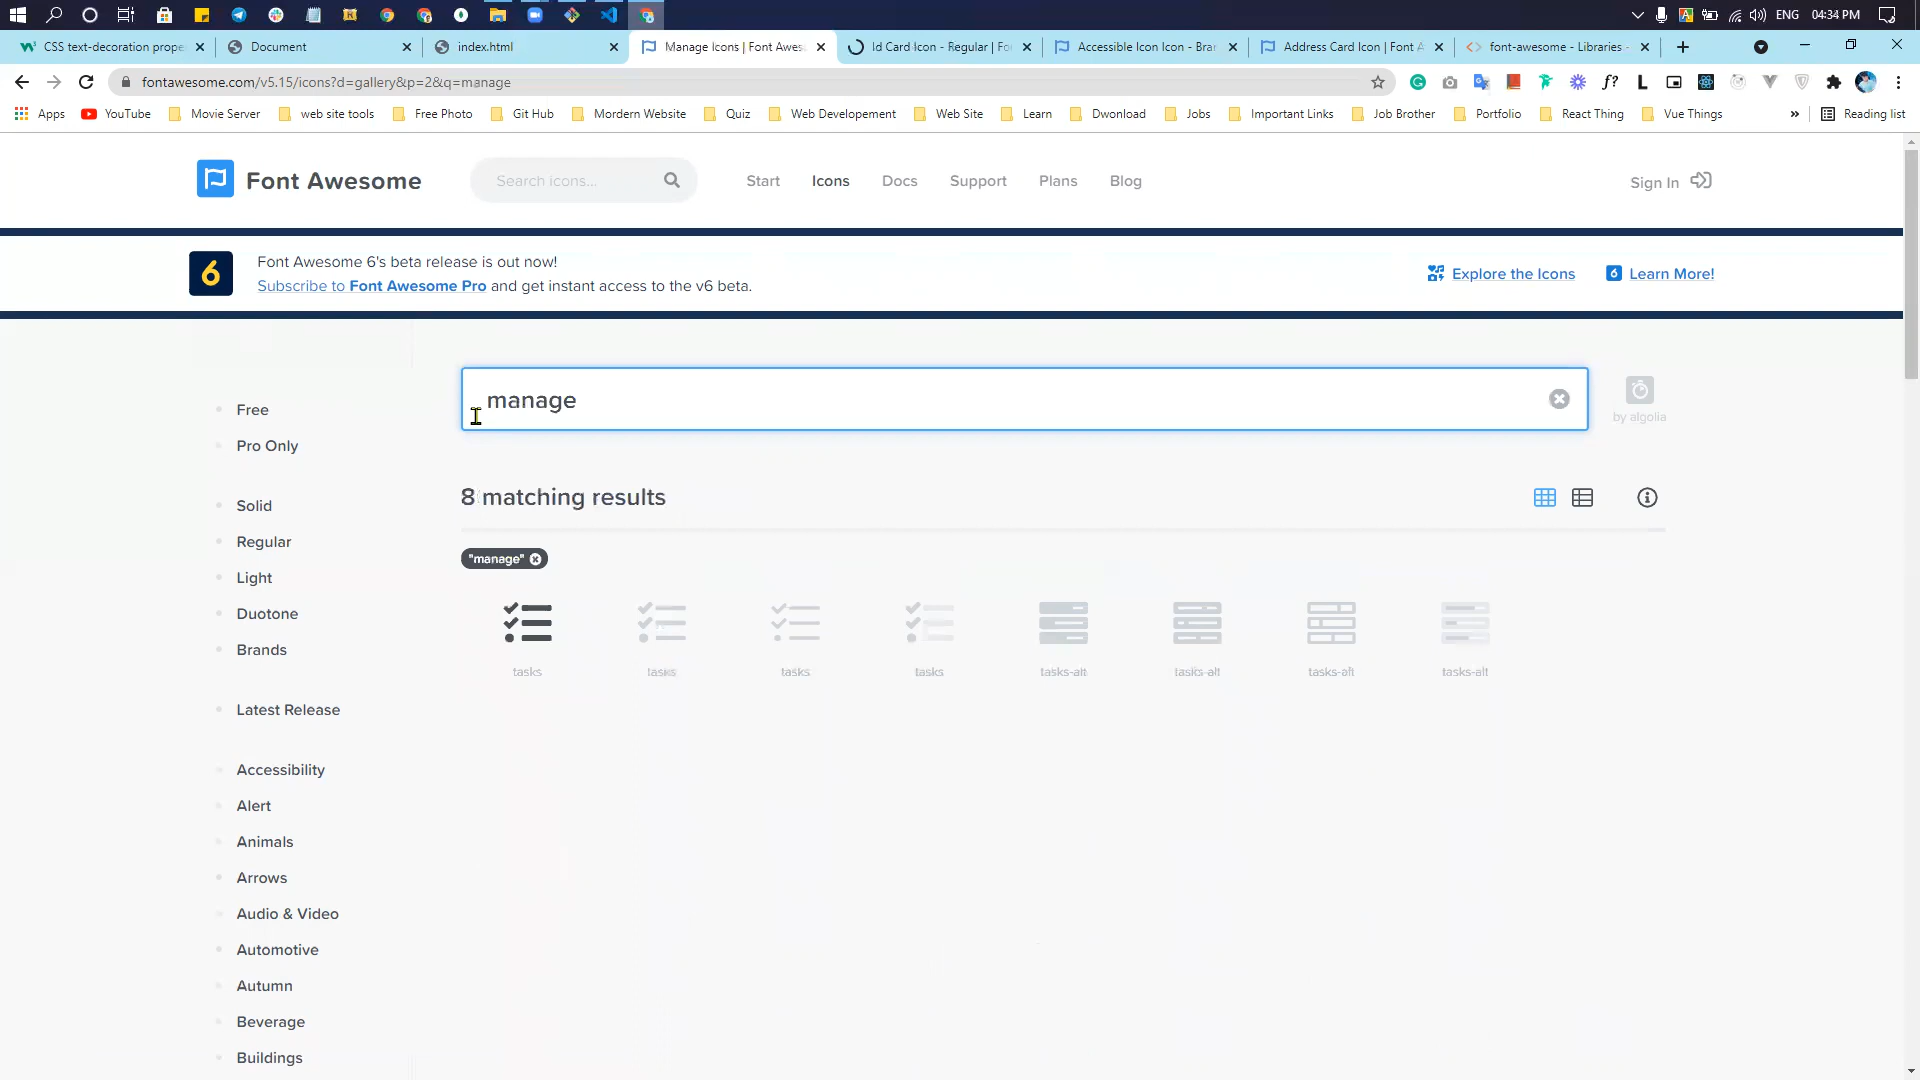 ENG 04:34 PM
CSS text-decoration prope
Document
index.html
Manage Icons | Font Awes
Id Card Icon - Regular | Fo
Accessible Icon Icon - Bra
Address Card Icon | Font A
font-awesome - Libraries -
fontawesome.com/v5.15/icons?d=gallery&p=2&q=manage
Apps
YouTube
Movie Server
web site tools
Free Photo
Git Hub
Mordern Website
Quiz
Web Developement
Web Site
Learn
Dwonload
Jobs
Important Links
Job Brother
Portfolio
React Thing
Vue Things
»
Reading list
Font Awesome
Search icons...
Start
Icons
Docs
Support
Plans
Blog
Sign In
6
Font Awesome 6's beta release is out now!
Subscribe to Font Awesome Pro and get instant access to the v6 beta.
Explore the Icons
6 Learn More!
manage
by algolia
8 matching results
"manage"
tasks
tasks
tasks
tasks
tasks-alt
tasks-alt
tasks-alt
tasks-alt
Free
Pro Only
Solid
Regular
Light
Duotone
Brands
Latest Release
Accessibility
Alert
Animals
Arrows
Audio & Video
Automotive
Autumn
Beverage
Buildings